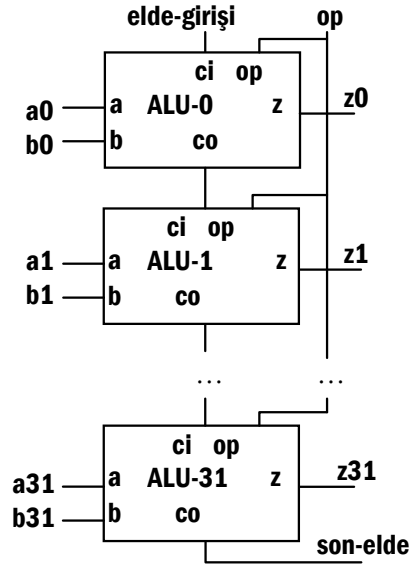 elde-girişi op
ci op
a0 a ALU-0 z z0
b0 b co
ci op
a1 a ALU-1 z z1
b1 b co
... ...
ci op
a31 a ALU-31 z z31
b31 b co
son-elde